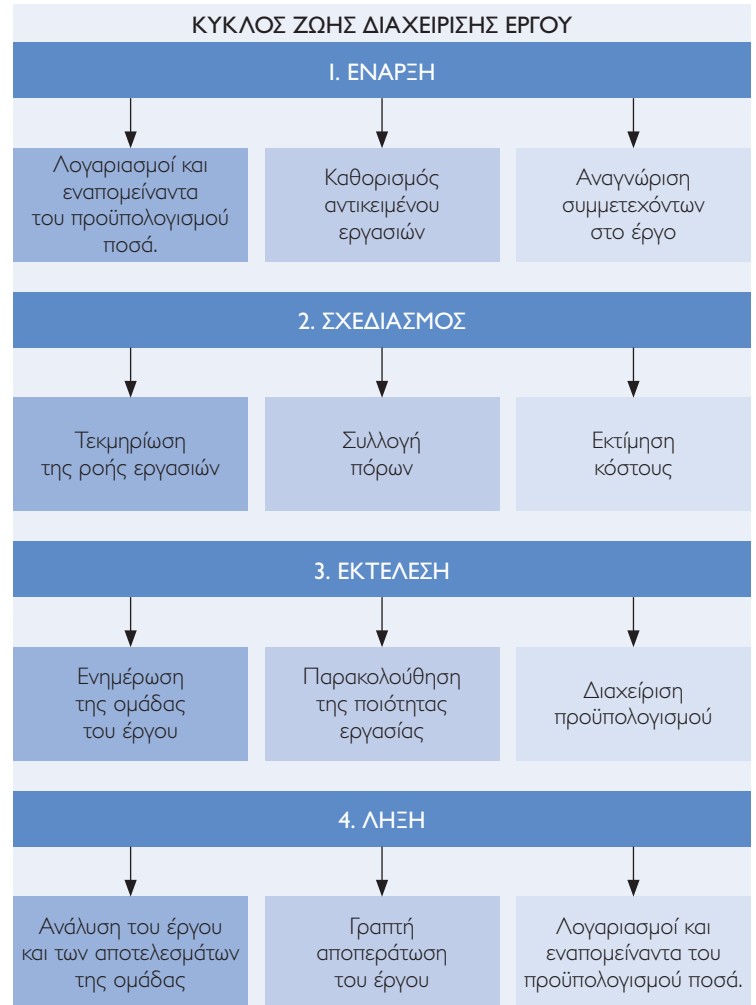 ΚΥΚΛΟΣ ΖΩΗΣ ΔΙΑΧΕΙΡΙΣΗΣ ΕΡΓΟΥ
1. ΕΝΑΡΞΗ
Λογαριασμοί και
εναπομείναντα
του προϋπολογισμού
ποσά.
Καθορισμός
αντικειμένου
εργασιών
Αναγνώριση
συμμετεχόντων
στο έργο
2. ΣΧΕΔΙΑΣΜΟΣ
Τεκμηρίωση
της ροής εργασιών
Συλλογή
πόρων
Εκτίμηση
κόστους
3. ΕΚΤΕΛΕΣΗ
Ενημέρωση
της ομάδας
του έργου
Παρακολούθηση
της ποιότητας
εργασίας
Διαχείριση
προϋπολογισμού
4. ΛΗΞΗ
Ανάλυση του έργου
και των αποτελεσμάτων
της ομάδας
Γραπτή
αποπεράτωση
του έργου
Λογαριασμοί και
εναπομείναντα του
προϋπολογισμού ποσά.